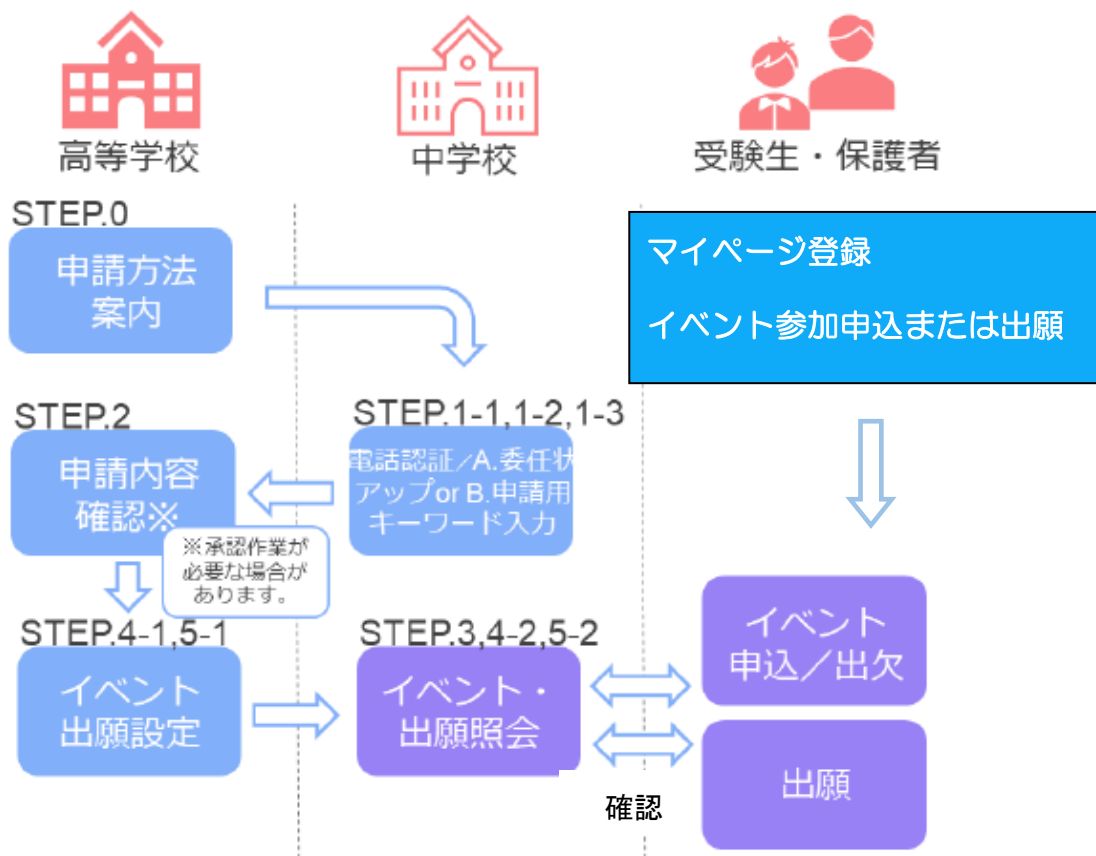 高等学校
中学校
受験生・保護者
STEP.0
申請方法
案内
マイページ登録
イベント参加申込または出願
STEP.2
申請内容
確認※
※承認作業が
必要な場合が
あります。
STEP.1-1,1-2,1-3
電話認証/A.委任状
アップor B.申請用
キーワード入力
STEP.4-1,5-1
イベント
出願設定
STEP.3,4-2,5-2
イベント・
出願照会
イベント
申込/出欠
出願
確認